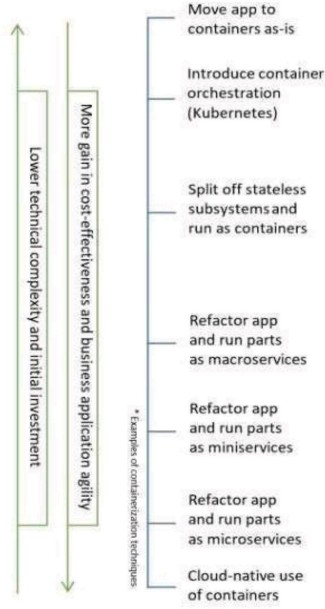 Move app to
containers as-is
Introduce container
orchestration
(Kubernetes)
Split off stateless
subsystems and
run as containers
Refactor app
and run parts
as macroservices
Refactor app
and run parts
as miniservices
Refactor app
and run parts
as microservices
Cloud-native use
of containers
Lower technical complexity and initial investment
More gain in cost-effectiveness and business application agility
* Examples of containerization techniques